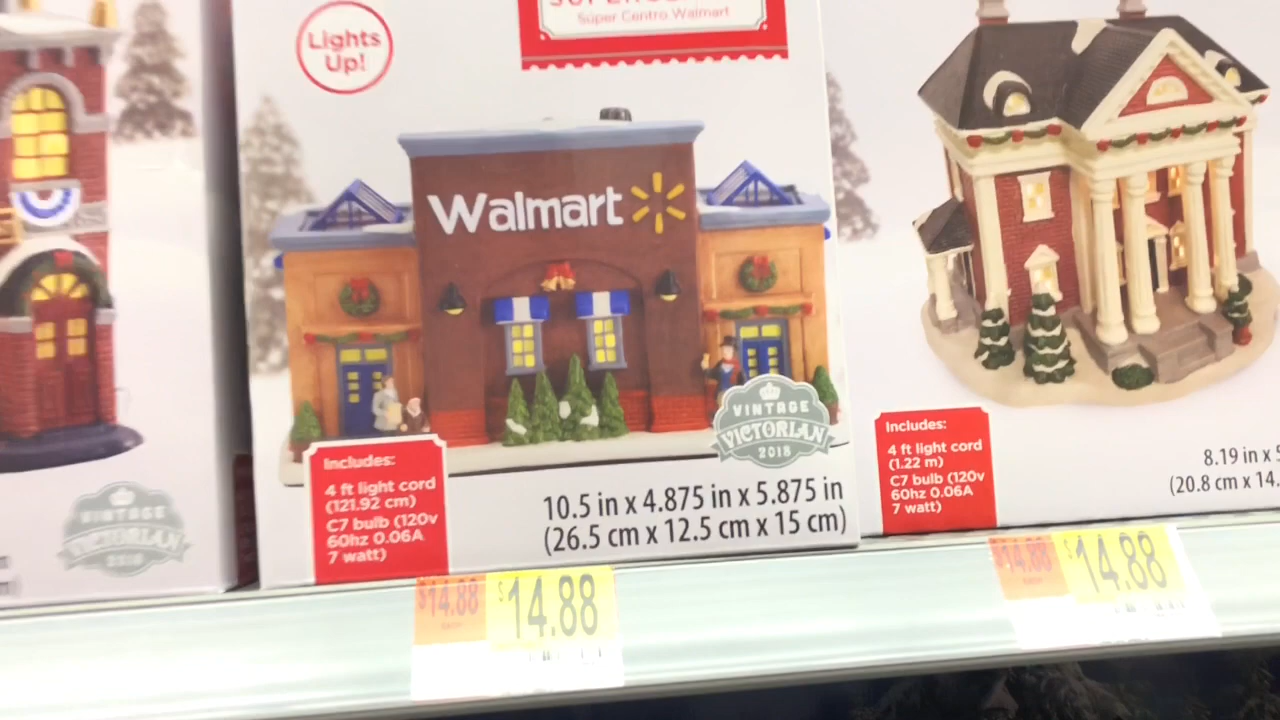 Lights
Up!
Súper Centro Walmart
Walmart
VINTAGE
VICTORIAN
2018
Includes:
4 ft light cord
(121.92 cm)
C7 bulb (120v
60hz 0.06A
7 watt)
10.5 in x 4.875 in x 5.875 in
(26.5 cm x 12.5 cm x 15 cm)
Includes:
4 ft light cord
(1.22 m)
C7 bulb (120v
60hz 0.06A
7 watt)
8.19 in x
(20.8 cm x 14.
VINTAGE
VICTORIAN
2018
$14.88
$14.88
$14.88
$14.88